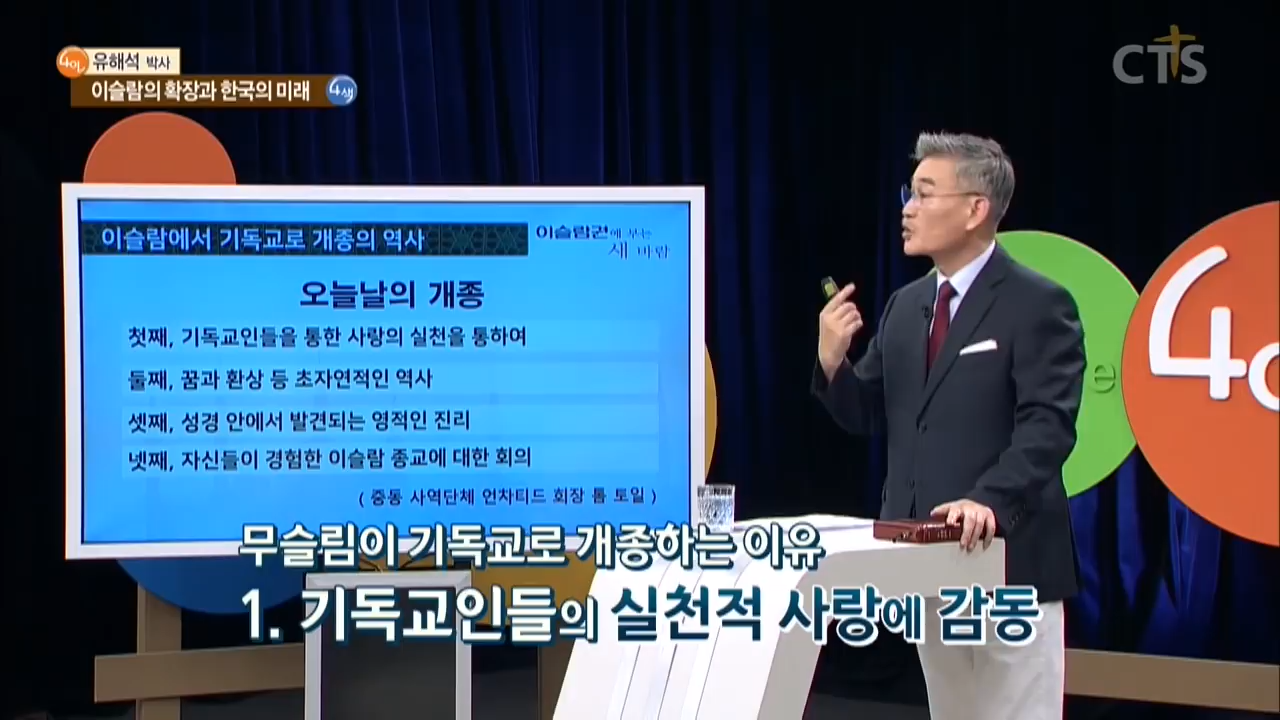 4인
유해석 박사
이슬람의 확장과 한국의 미래
4색
CTS
이슬람에서 기독교로 개종의 역사
이슬람권에 부는
새 바람
오늘날의 개종
첫째, 기독교인들을 통한 사랑의 실천을 통하여
둘째, 꿈과 환상 등 초자연적인 역사
셋째, 성경 안에서 발견되는 영적인 진리
넷째, 자신들이 경험한 이슬람 종교에 대한 회의
( 중동 사역단체 언차티드 회장 톰 토일 )
e
4인
무슬림이 기독교로 개종하는 이유
1. 기독교인들의 실천적 사랑에 감동